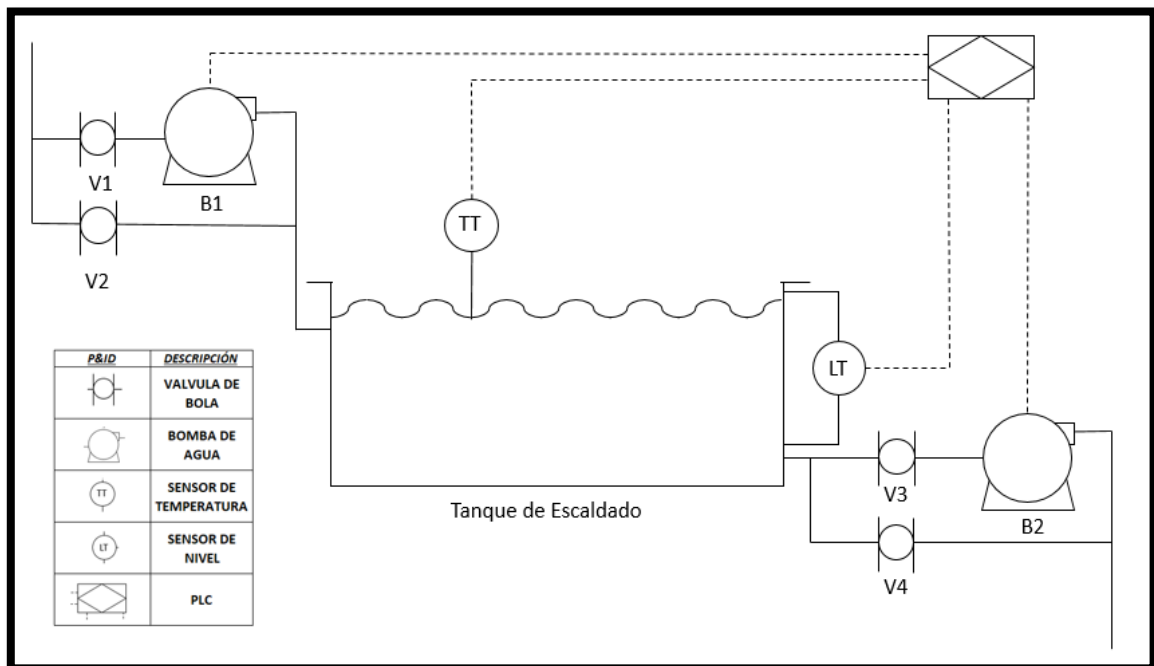 V1
B1
V2
TT
LT
V3
B2
V4
Tanque de Escaldado
P&ID DESCRIPCIÓN
VALVULA DE
BOLA
BOMBA DE
AGUA
TT SENSOR DE
TEMPERATURA
LT SENSOR DE
NIVEL
PLC